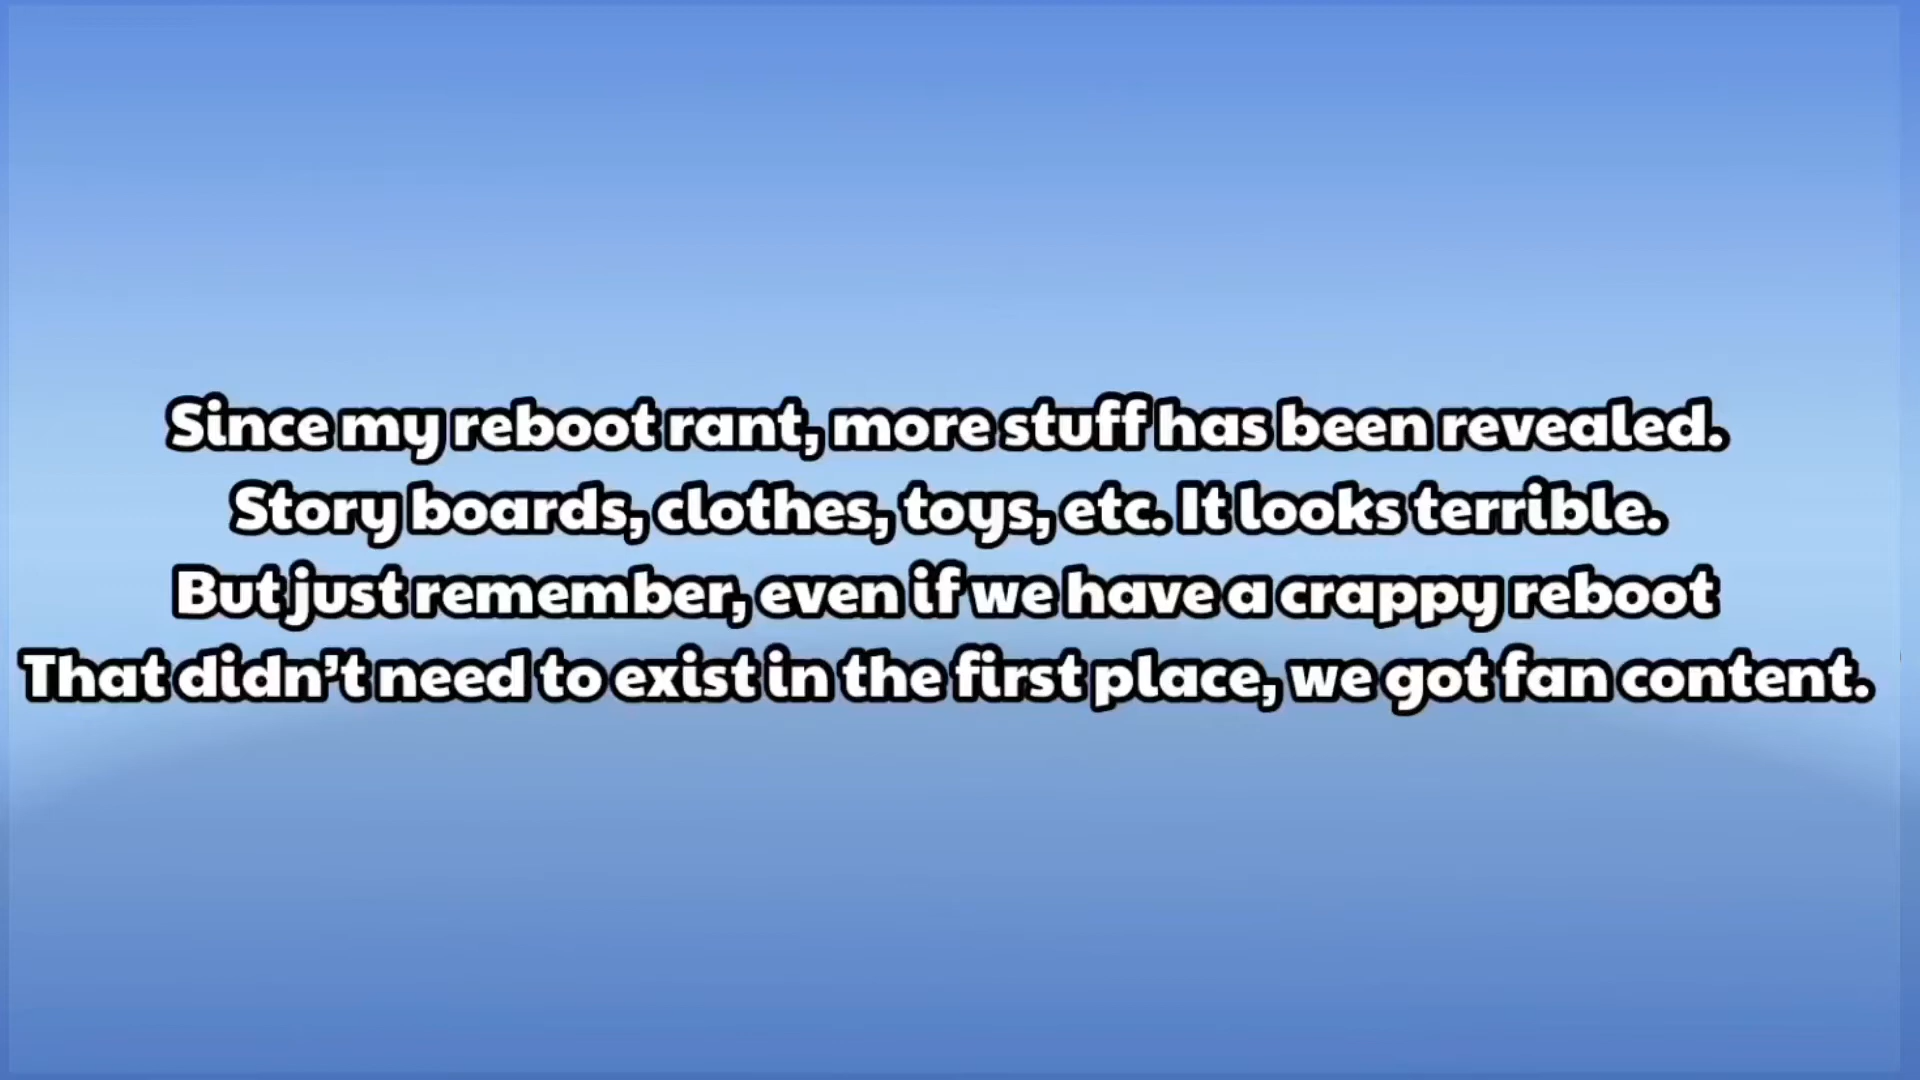 Since my reboot rant, more stuff has been revealed.
Story boards, clothes, toys, etc. It looks terrible.
But just remember, even if we have a crappy reboot
That didn't need to exist in the first place, we got fan content.